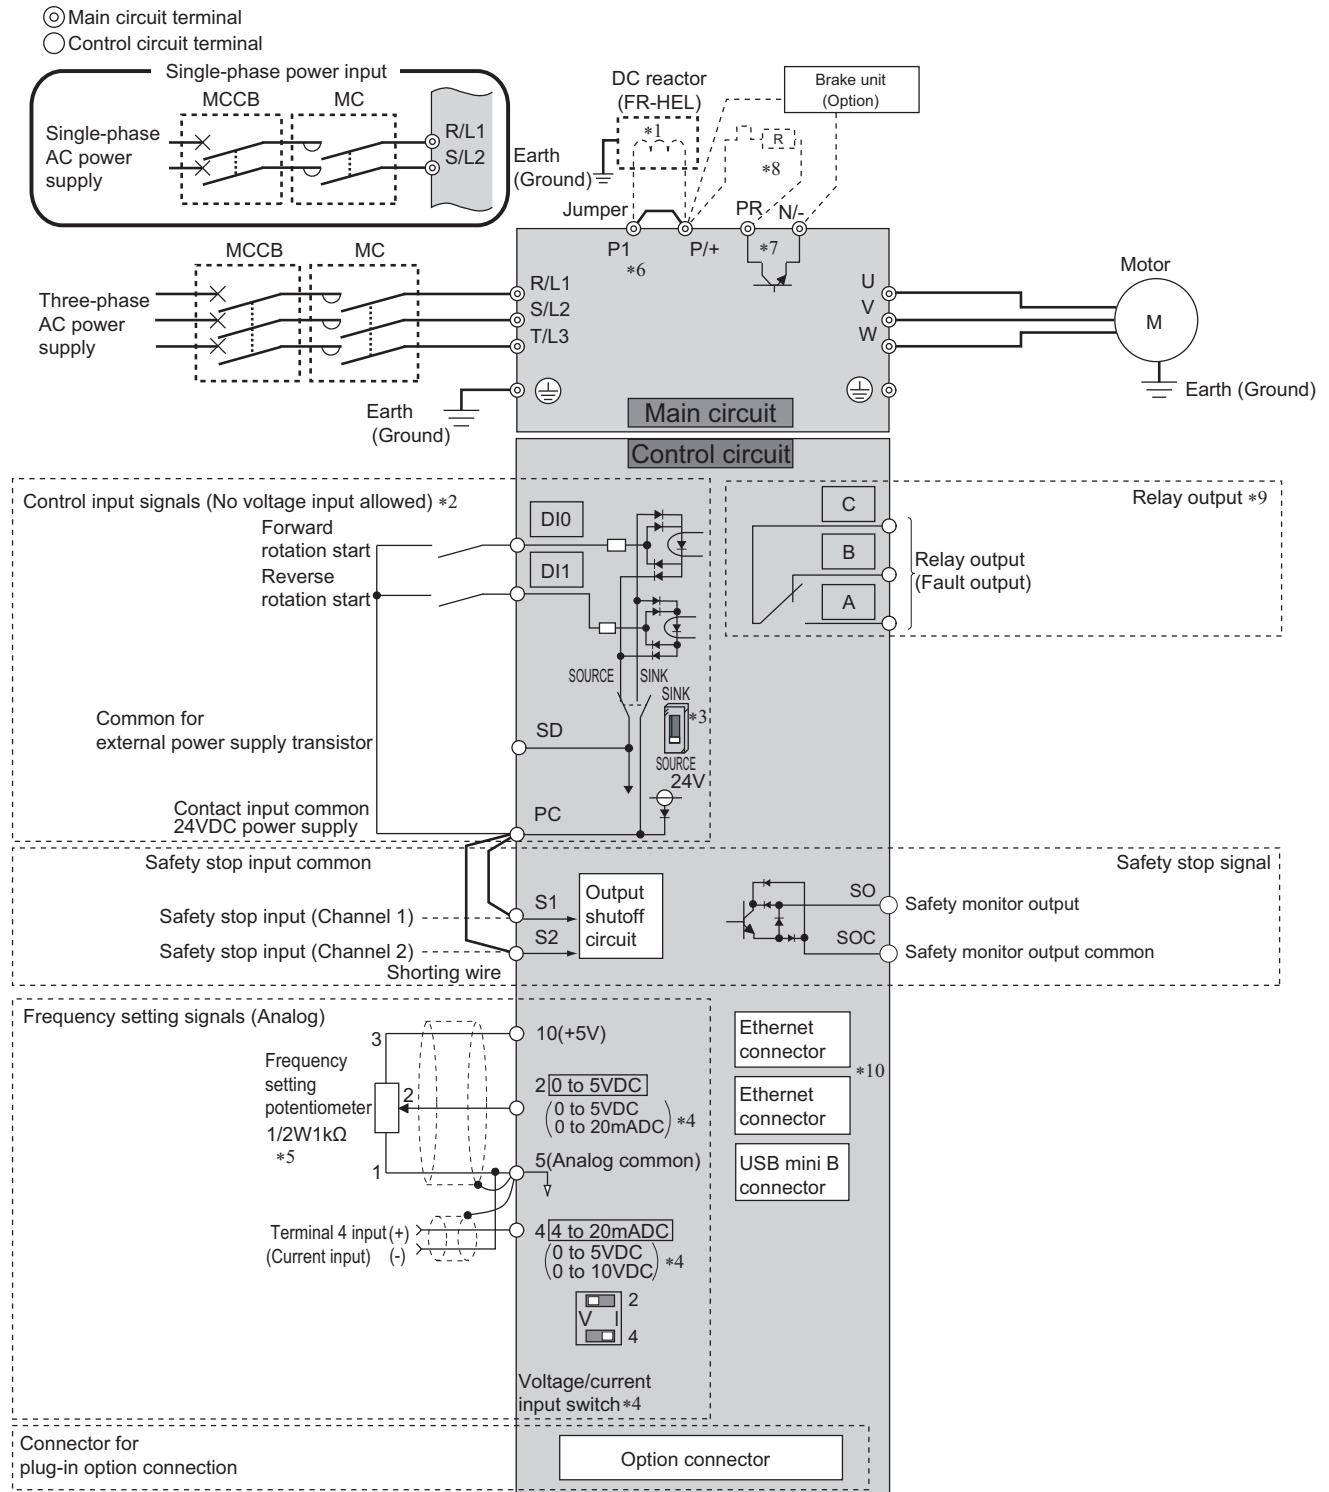 Main circuit terminal
Control circuit terminal
Single-phase power input
MCCB
MC
Single-phase
AC power
supply
R/L1
S/L2
Earth
(Ground)
DC reactor
(FR-HEL)
*1
Brake unit
(Option)
R
*8
Jumper
P1
*6
P/+
PR
*7
N/-
MCCB
MC
Three-phase
AC power
supply
R/L1
S/L2
T/L3
U
V
W
Motor
M
Earth (Ground)
Earth
(Ground)
Main circuit
Control circuit
Control input signals (No voltage input allowed) *2
Forward
rotation start
Reverse
rotation start
DI0
DI1
SOURCE
SINK
SINK
*3
SOURCE
24V
Common for
external power supply transistor
SD
Contact input common
24VDC power supply
PC
Relay output *9
C
B
A
Relay output
(Fault output)
Safety stop input common
Safety stop signal
Safety stop input (Channel 1)
S1
Safety stop input (Channel 2)
S2
Shorting wire
Output
shutoff
circuit
SO
Safety monitor output
SOC
Safety monitor output common
Frequency setting signals (Analog)
3
10(+5V)
Frequency
setting
potentiometer
1/2W1kΩ
*5
2
2 0 to 5VDC
(0 to 5VDC
0 to 20mADC) *4
1
5(Analog common)
Terminal 4 input (+)
(Current input) (-)
4 4 to 20mADC
(0 to 5VDC
0 to 10VDC) *4
2
V I
4
Voltage/current
input switch*4
Ethernet
connector
*10
Ethernet
connector
USB mini B
connector
Connector for
plug-in option connection
Option connector